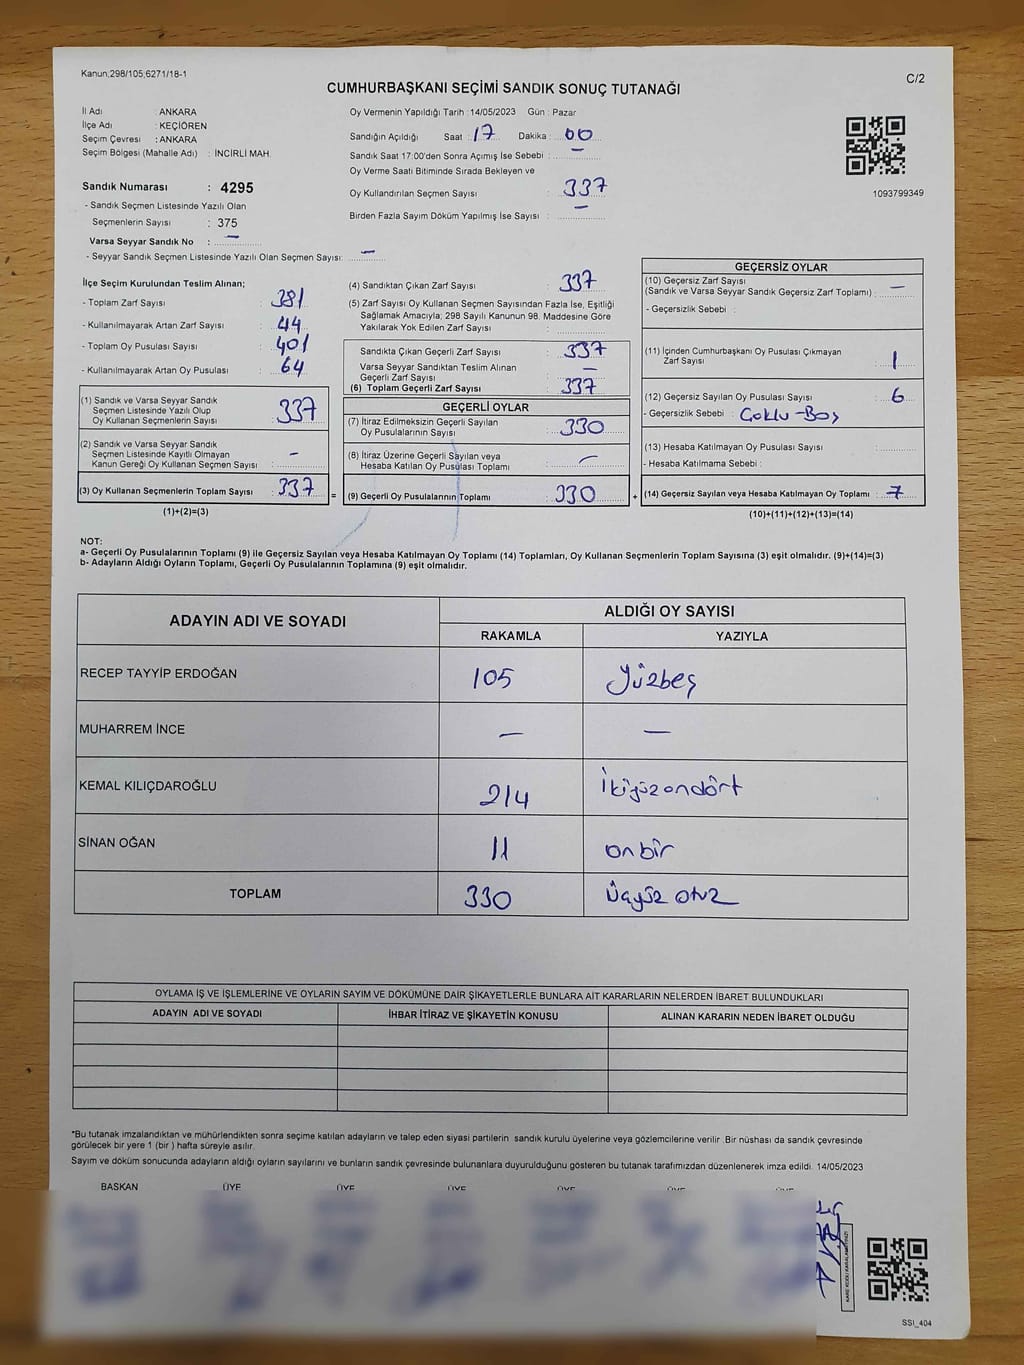 Kanun;298/105;6271/18-1
C/2
CUMHURBAŞKANI SEÇİMİ SANDIK SONUÇ TUTANAĞI
İl Adı : ANKARA
İlçe Adı : KEÇİÖREN
Seçim Çevresi : ANKARA
Seçim Bölgesi (Mahalle Adı) : İNCİRLİ MAH.
Oy Vermenin Yapıldığı Tarih :14/05/2023 Gün : Pazar
Sandığın Açıldığı Saat : 17 Dakika : 00
Sandık Saat 17:00'den Sonra Açımış İse Sebebi : –
Oy Verme Saati Bitiminde Sırada Bekleyen ve
Oy Kullandırılan Seçmen Sayısı : 337
Birden Fazla Sayım Döküm Yapılmış İse Sayısı : –
1093799349
Sandık Numarası : 4295
- Sandık Seçmen Listesinde Yazılı Olan
Seçmenlerin Sayısı : 375
Varsa Seyyar Sandık No : –
- Seyyar Sandık Seçmen Listesinde Yazılı Olan Seçmen Sayısı: –
İlçe Seçim Kurulundan Teslim Alınan;
- Toplam Zarf Sayısı : 381
- Kullanılmayarak Artan Zarf Sayısı : 44
- Toplam Oy Pusulası Sayısı : 401
- Kullanılmayarak Artan Oy Pusulası : 64
(1) Sandık ve Varsa Seyyar Sandık
Seçmen Listesinde Yazılı Olup
Oy Kullanan Seçmenlerin Sayısı : 337
(2) Sandık ve Varsa Seyyar Sandık
Seçmen Listesinde Kayıtlı Olmayan
Kanun Gereği Oy Kullanan Seçmen Sayısı : –
(3) Oy Kullanan Seçmenlerin Toplam Sayısı : 337 =
(1)+(2)=(3)
(4) Sandıktan Çıkan Zarf Sayısı : 337
(5) Zarf Sayısı Oy Kullanan Seçmen Sayısından Fazla İse, Eşitliği
Sağlamak Amacıyla; 298 Sayılı Kanunun 98. Maddesine Göre
Yakılarak Yok Edilen Zarf Sayısı :
Sandıkta Çıkan Geçerli Zarf Sayısı : 337
Varsa Seyyar Sandıktan Teslim Alınan
Geçerli Zarf Sayısı : –
(6) Toplam Geçerli Zarf Sayısı : 337
GEÇERLİ OYLAR
(7) İtiraz Edilmeksizin Geçerli Sayılan
Oy Pusulalarının Sayısı : 330
(8) İtiraz Üzerine Geçerli Sayılan veya
Hesaba Katılan Oy Pusulası Toplamı : –
(9) Geçerli Oy Pusulalarının Toplamı : 330 +
GEÇERSİZ OYLAR
(10) Geçersiz Zarf Sayısı
(Sandık ve Varsa Seyyar Sandık Geçersiz Zarf Toplamı) : –
- Geçersizlik Sebebi :
(11) İçinden Cumhurbaşkanı Oy Pusulası Çıkmayan
Zarf Sayısı : 1
(12) Geçersiz Sayılan Oy Pusulası Sayısı : 6
- Geçersizlik Sebebi : Çoklu-Boş
(13) Hesaba Katılmayan Oy Pusulası Sayısı :
- Hesaba Katılmama Sebebi :
(14) Geçersiz Sayılan veya Hesaba Katılmayan Oy Toplamı : 7
(10)+(11)+(12)+(13)=(14)
NOT:
a- Geçerli Oy Pusulalarının Toplamı (9) ile Geçersiz Sayılan veya Hesaba Katılmayan Oy Toplamı (14) Toplamları, Oy Kullanan Seçmenlerin Toplam Sayısına (3) eşit olmalıdır. (9)+(14)=(3)
b- Adayların Aldığı Oyların Toplamı, Geçerli Oy Pusulalarının Toplamına (9) eşit olmalıdır.
ADAYIN ADI VE SOYADI
ALDIĞI OY SAYISI
RAKAMLA YAZIYLA
RECEP TAYYİP ERDOĞAN 105 Yüzbeş
MUHARREM İNCE – –
KEMAL KILIÇDAROĞLU 214 İkiyüzondört
SİNAN OĞAN 11 onbir
TOPLAM 330 Üçyüz otuz
OYLAMA İŞ VE İŞLEMLERİNE VE OYLARIN SAYIM VE DÖKÜMÜNE DAİR ŞİKAYETLERLE BUNLARA AİT KARARLARIN NELERDEN İBARET BULUNDUKLARI
ADAYIN ADI VE SOYADI İHBAR İTİRAZ VE ŞİKAYETİN KONUSU ALINAN KARARIN NEDEN İBARET OLDUĞU
*Bu tutanak imzalandıktan ve mühürlendikten sonra seçime katılan adayların ve talep eden siyasi partilerin sandık kurulu üyelerine veya gözlemcilerine verilir .Bir nüshası da sandık çevresinde
görülecek bir yere 1 (bir ) hafta süreyle asılır.
Sayım ve döküm sonucunda adayların aldığı oyların sayılarını ve bunların sandık çevresinde bulunanlara duyurulduğunu gösteren bu tutanak tarafımızdan düzenlenerek imza edildi. 14/05/2023
BAŞKAN ÜYE ÜYE ÜYE ÜYE ÜYE ÜYE
SSI_404